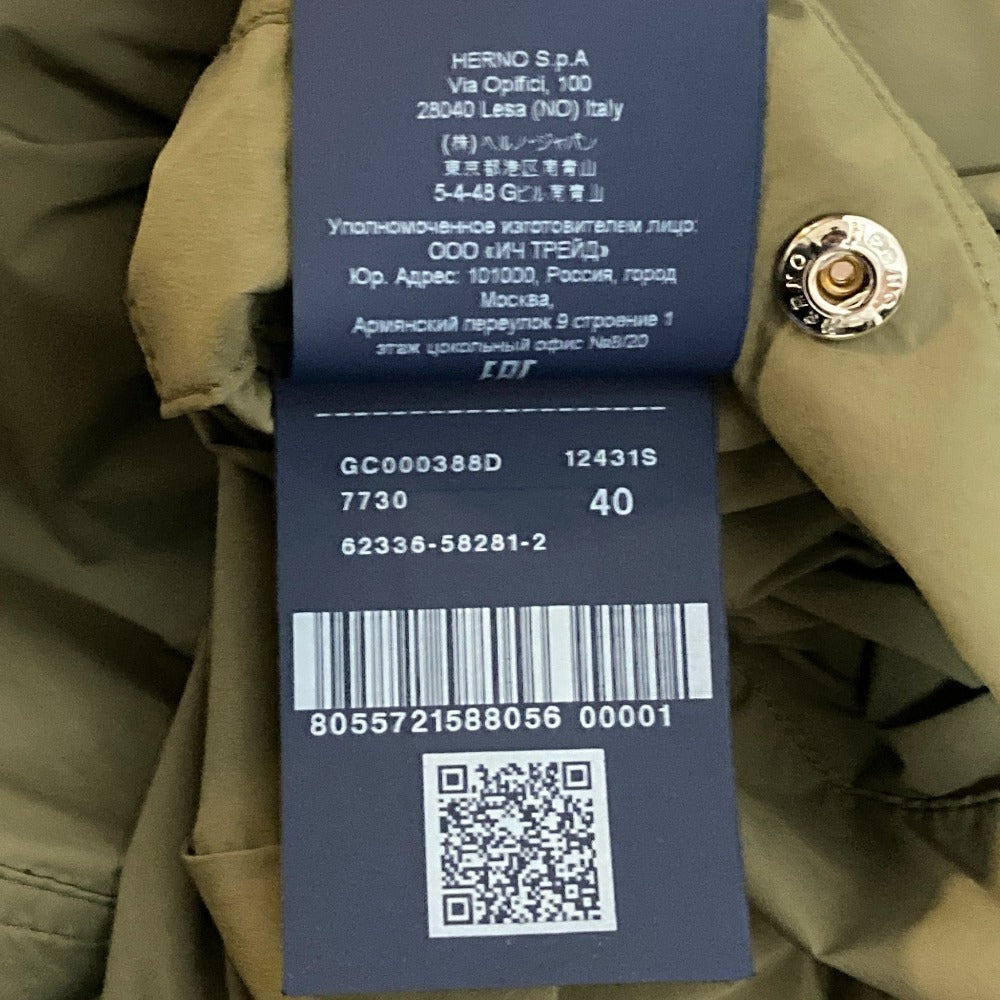 HERNO S.p.A
Via Opifici, 100
28040 Lesa (NO) Italy
(株) ヘルノージャパン
東京都港区南青山
5-4-48 Gビル南青山
Уполномоченное изготовителем лицо:
ООО «ИЧ ТРЕЙД»
Юр. Адрес: 101000, Россия, город
Москва,
Армянский переулок 9 строение 1
этаж цокольный офис №8/20
EAC
GC000388D 12431S
7730 40
62336-58281-2
8055721588056 00001